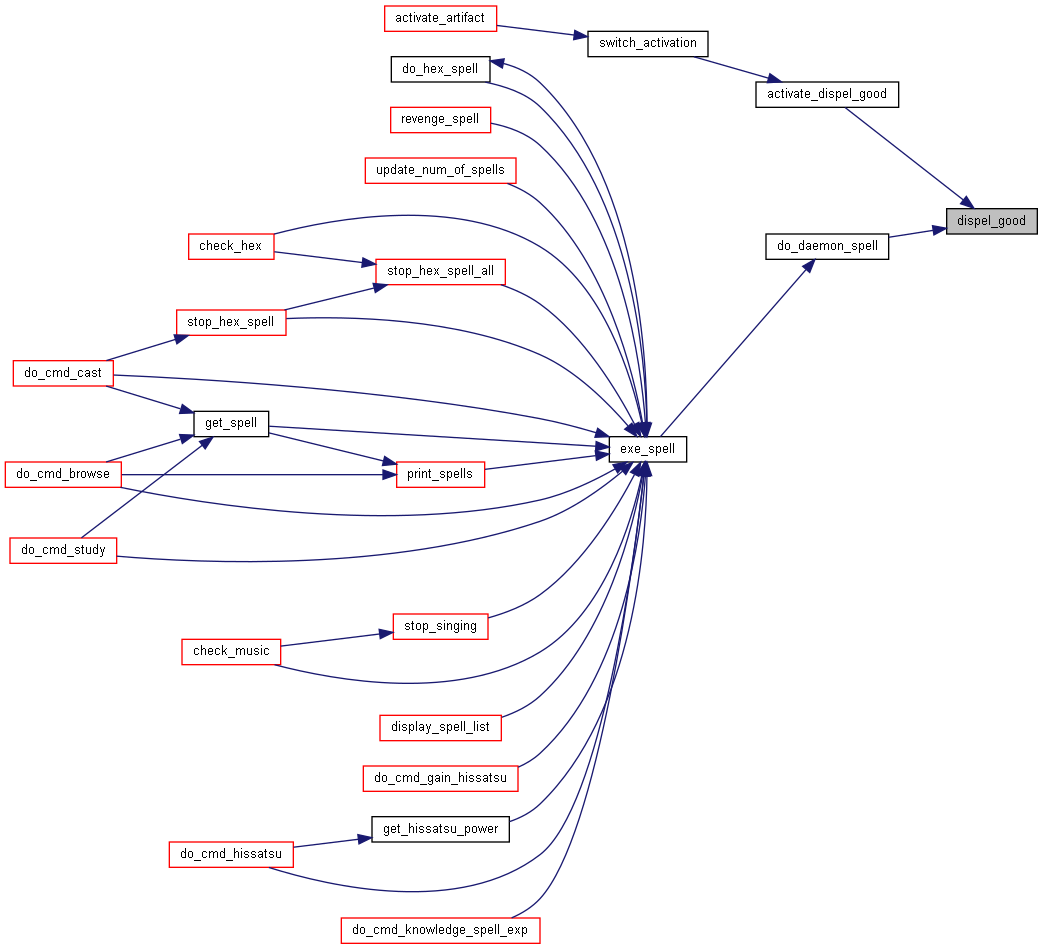 activate_artifact
switch_activation
do_hex_spell
activate_dispel_good
revenge_spell
update_num_of_spells
dispel_good
check_hex
do_daemon_spell
stop_hex_spell_all
stop_hex_spell
do_cmd_cast
get_spell
exe_spell
do_cmd_browse
print_spells
do_cmd_study
stop_singing
check_music
display_spell_list
do_cmd_gain_hissatsu
get_hissatsu_power
do_cmd_hissatsu
do_cmd_knowledge_spell_exp